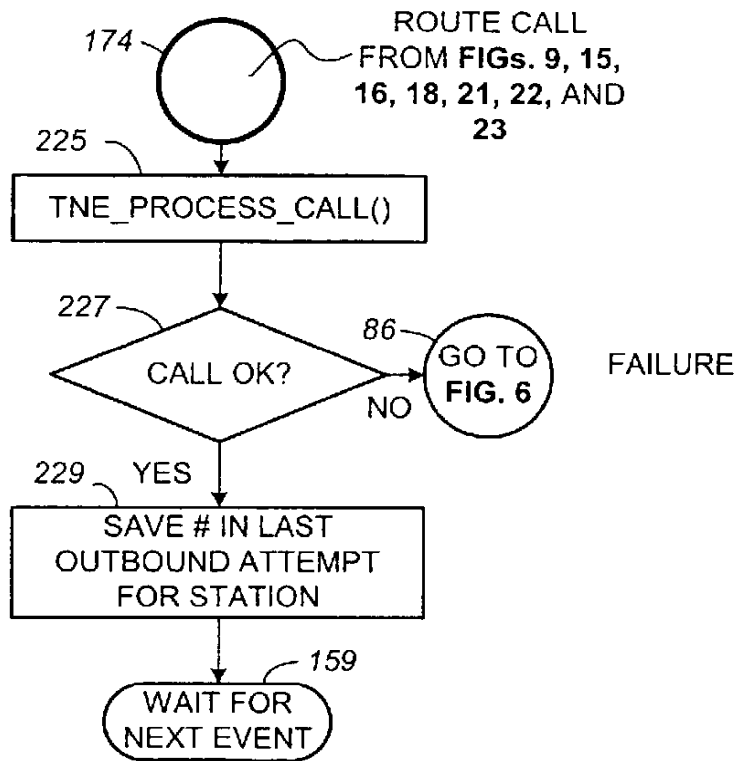 174
ROUTE CALL
FROM FIGs. 9, 15,
16, 18, 21, 22, AND
23
225
TNE_PROCESS_CALL()
227
CALL OK?
NO
86
GO TO
FIG. 6
FAILURE
YES
229
SAVE # IN LAST
OUTBOUND ATTEMPT
FOR STATION
159
WAIT FOR
NEXT EVENT